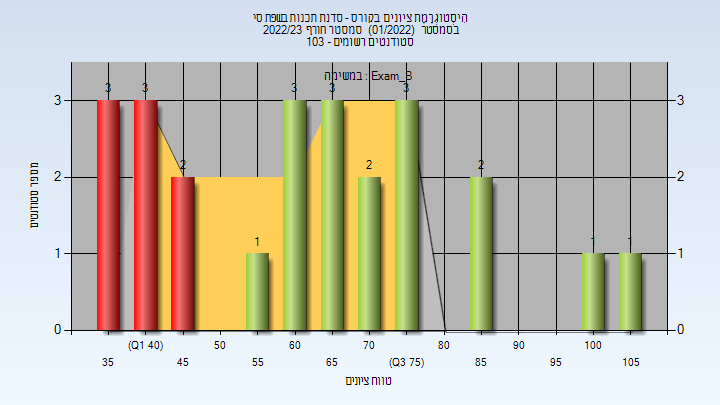 היסטוגרמת ציונים בקורס - סדנת תכנות בשפת סי
בסמסטר (01/2022) סמסטר חורף 2022/23
סטודנטים רשומים - 103
במשימה : Exam_B
3 3 2 1 3 3 2 3 2 1 1
מספר סטודנטים
3 3
2 2
1 1
0 0
(Q1 40) 50 60 70 80 90 100
35 45 55 65 (Q3 75) 85 95 105
טווח ציונים